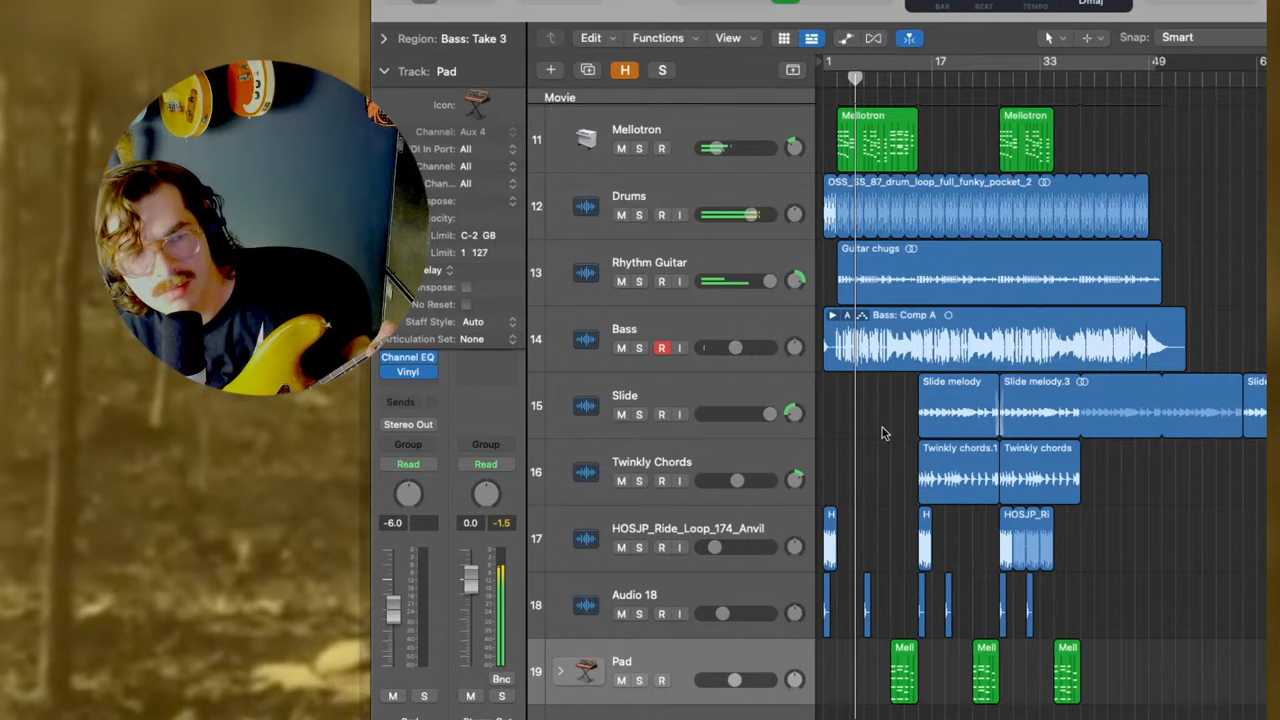 BAR BEAT TEMPO
Dmaj
Region: Bass: Take 3
Edit Functions View Snap: Smart
Track: Pad
H S
1 17 33 49 6
Movie
Icon:
Channel: Aux 4
DI In Port: All
Channel: All
Chan... All
spose:
ocity:
Limit: C-2 G8
Limit: 1 127
elay
nspose:
No Reset:
Staff Style: Auto
Articulation Set: None
Channel EQ
Vinyl
Sends
Stereo Out
Group Group
Read Read
-6.0 0.0 -1.5
Bnc
M S M S
11 Mellotron
M S R
Mellotron Mellotron
12 Drums
M S R I
OSS_SS_87_drum_loop_full_funky_pocket_2
13 Rhythm Guitar
M S R I
Guitar chugs
14 Bass
M S R I
A Bass: Comp A
15 Slide
M S R I
Slide melody Slide melody.3 Slide
16 Twinkly Chords
M S R I
Twinkly chords.1 Twinkly chords
17 HOSJP_Ride_Loop_174_Anvil
M S R I
H H HOSJP_Ri
18 Audio 18
M S R I
19 Pad
M S R
Mell Mell Mell